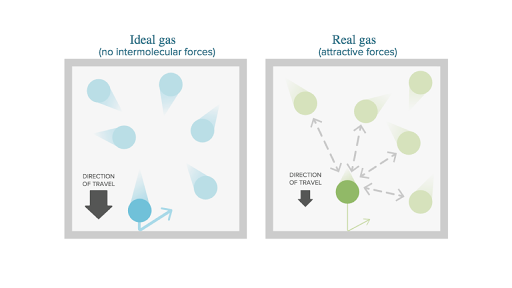 Ideal gas
(no intermolecular forces)
Real gas
(attractive forces)
DIRECTION
OF TRAVEL
DIRECTION
OF TRAVEL